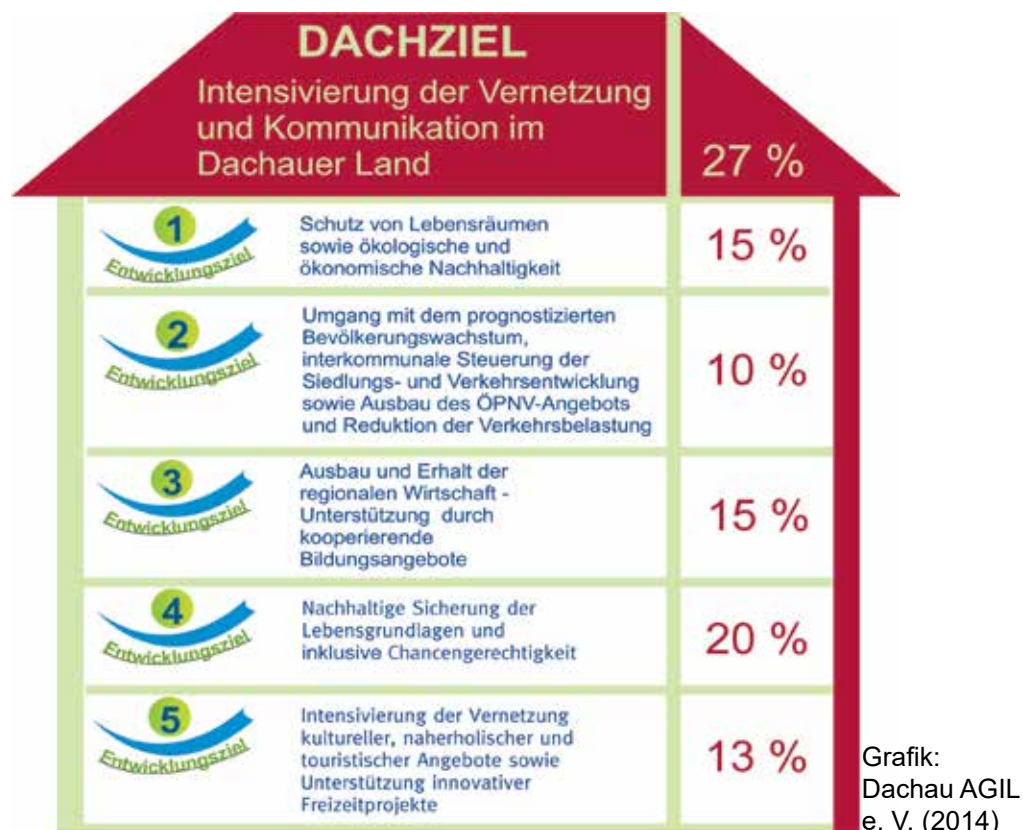 DACHZIEL
Intensivierung der Vernetzung
und Kommunikation im
Dachauer Land
27 %
1
Entwicklungsziel
Schutz von Lebensräumen
sowie ökologische und
ökonomische Nachhaltigkeit
15 %
2
Entwicklungsziel
Umgang mit dem prognostizierten
Bevölkerungswachstum,
interkommunale Steuerung der
Siedlungs- und Verkehrsentwicklung
sowie Ausbau des ÖPNV-Angebots
und Reduktion der Verkehrsbelastung
10 %
3
Entwicklungsziel
Ausbau und Erhalt der
regionalen Wirtschaft -
Unterstützung durch
kooperierende
Bildungsangebote
15 %
4
Entwicklungsziel
Nachhaltige Sicherung der
Lebensgrundlagen und
inklusive Chancengerechtigkeit
20 %
5
Entwicklungsziel
Intensivierung der Vernetzung
kultureller, naherholischer und
touristischer Angebote sowie
Unterstützung innovativer
Freizeitprojekte
13 %
Grafik:
Dachau AGIL
e. V. (2014)